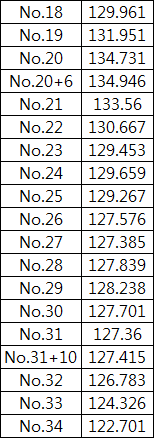 No.18 129.961
No.19 131.951
No.20 134.731
No.20+6 134.946
No.21 133.56
No.22 130.667
No.23 129.453
No.24 129.659
No.25 129.267
No.26 127.576
No.27 127.385
No.28 127.839
No.29 128.238
No.30 127.701
No.31 127.36
No.31+10 127.415
No.32 126.783
No.33 124.326
No.34 122.701